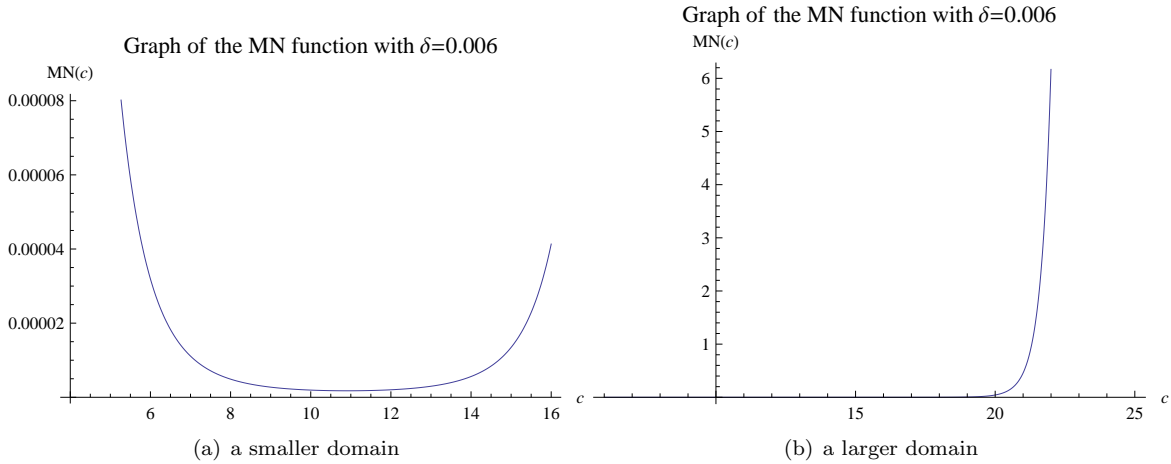 Graph of the MN function with δ=0.006
MN(c)
0.00008
0.00006
0.00004
0.00002
6 8 10 12 14 16 c
(a) a smaller domain
Graph of the MN function with δ=0.006
MN(c)
6
5
4
3
2
1
15 20 25 c
(b) a larger domain